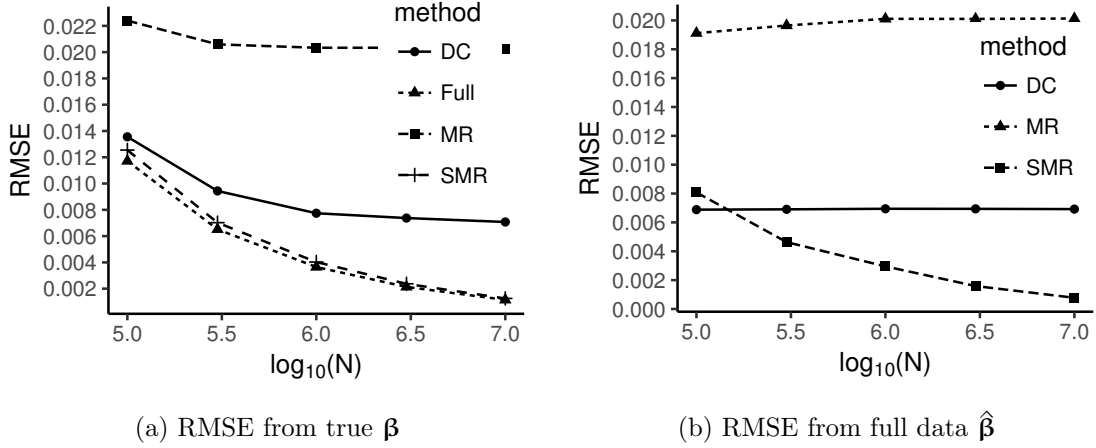 RMSE
0.022
0.020
0.018
0.016
0.014
0.012
0.010
0.008
0.006
0.004
0.002
5.0 5.5 6.0 6.5 7.0
log10(N)
method
DC
Full
MR
SMR
(a) RMSE from true β
RMSE
0.020
0.018
0.016
0.014
0.012
0.010
0.008
0.006
0.004
0.002
0.000
5.0 5.5 6.0 6.5 7.0
log10(N)
method
DC
MR
SMR
(b) RMSE from full data β̂